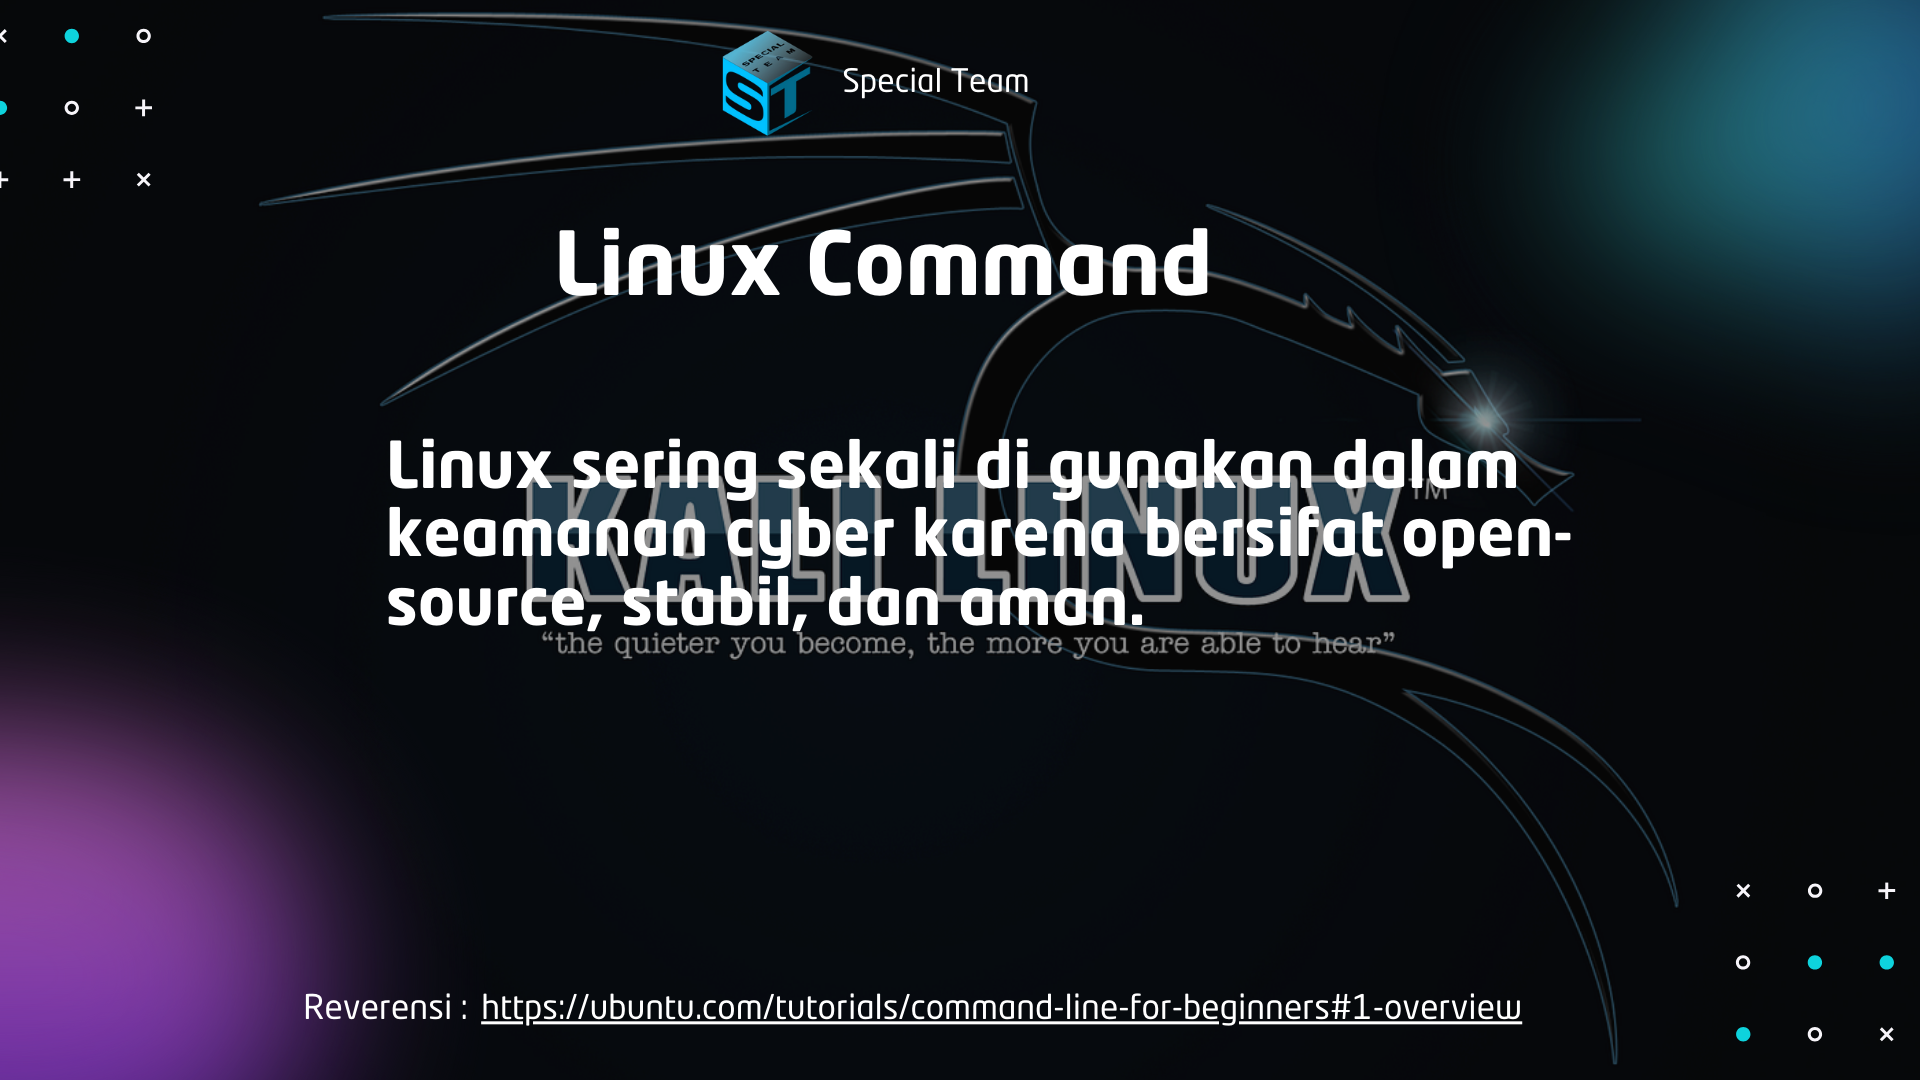 SPECIAL
TEAM
ST
Special Team
Linux Command
Linux sering sekali di gunakan dalam
keamanan cyber karena bersifat open-
source, stabil, dan aman.
KALI LINUX ™
“the quieter you become, the more you are able to hear”
Reverensi : https://ubuntu.com/tutorials/command-line-for-beginners#1-overview